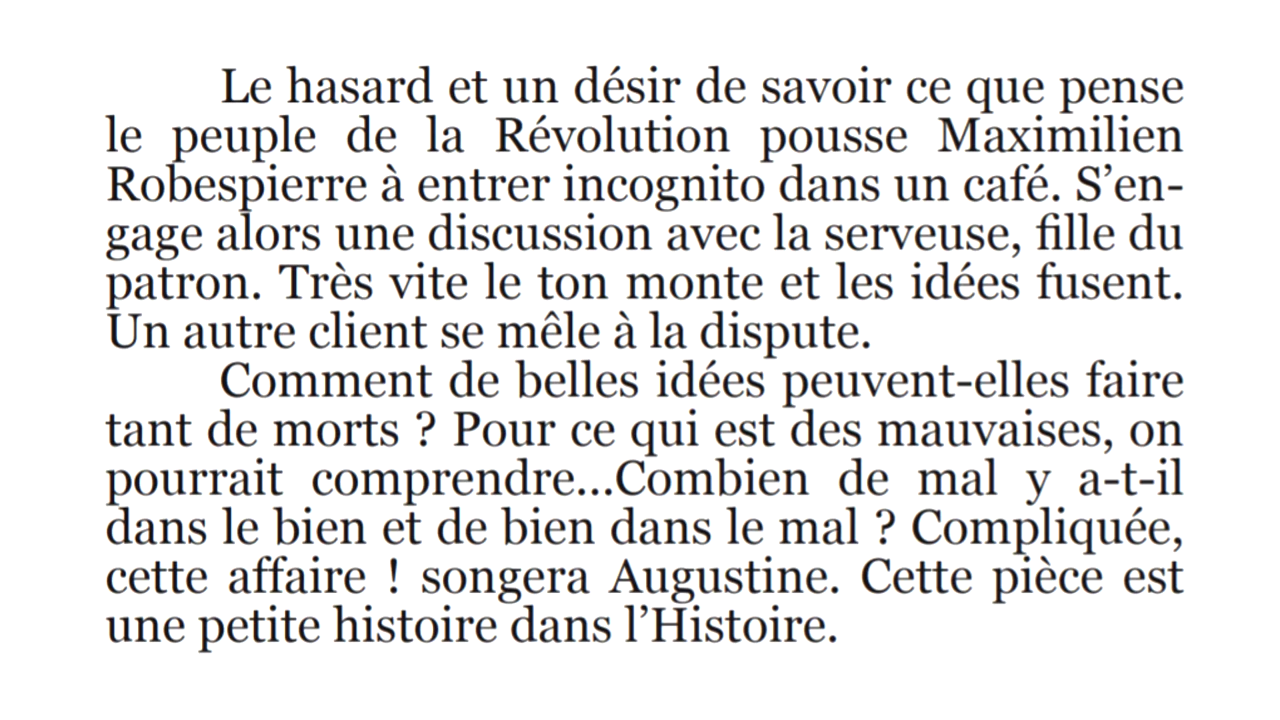 Le hasard et un désir de savoir ce que pense
le peuple de la Révolution pousse Maximilien
Robespierre à entrer incognito dans un café. S’en-
gage alors une discussion avec la serveuse, fille du
patron. Très vite le ton monte et les idées fusent.
Un autre client se mêle à la dispute.
Comment de belles idées peuvent-elles faire
tant de morts ? Pour ce qui est des mauvaises, on
pourrait comprendre...Combien de mal y a-t-il
dans le bien et de bien dans le mal ? Compliquée,
cette affaire ! songera Augustine. Cette pièce est
une petite histoire dans l’Histoire.